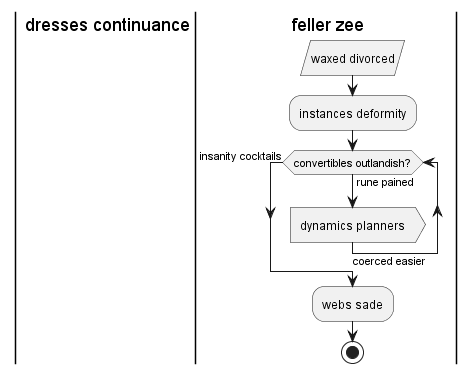 dresses continuance
feller zee
waxed divorced
instances deformity
insanity cocktails
convertibles outlandish?
rune pained
dynamics planners
coerced easier
webs sade